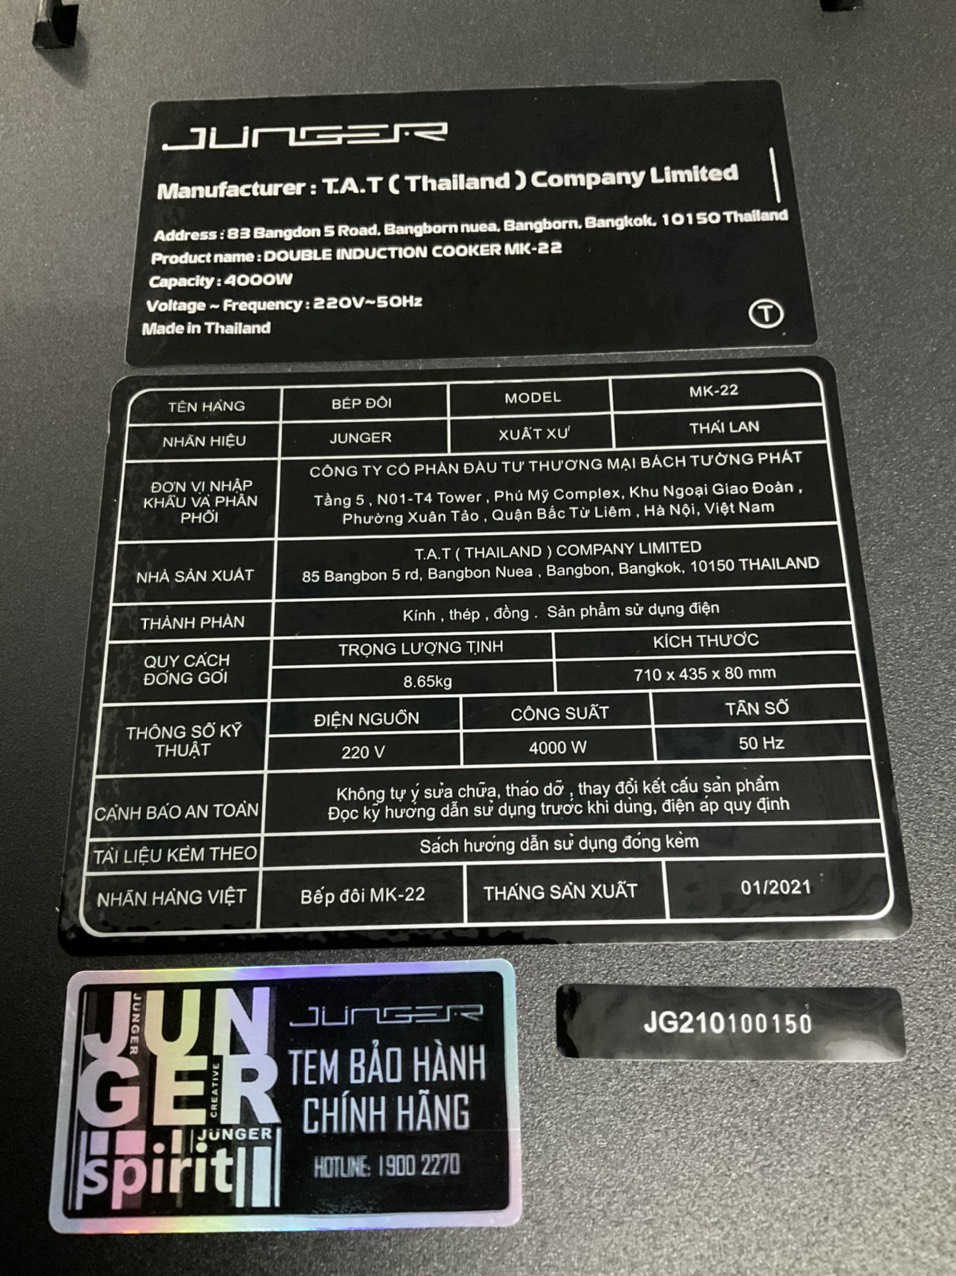 JUNGER
Manufacturer : T.A.T ( Thailand ) Company Limited
Address : 83 Bangdon 5 Road, Bangborn nuea, Bangborn, Bangkok, 10150 Thailand
Product name : DOUBLE INDUCTION COOKER MK-22
Capacity : 4000W
Voltage ~ Frequency : 220V~50Hz
Made in Thailand
T
TÊN HÀNG BẾP ĐÔI MODEL MK-22
NHÃN HIỆU JUNGER XUẤT XỨ THÁI LAN
ĐƠN VỊ NHẬP KHẨU VÀ PHÂN PHỐI
CÔNG TY CỔ PHẦN ĐẦU TƯ THƯƠNG MẠI BÁCH TƯỜNG PHÁT
Tầng 5 , N01-T4 Tower , Phú Mỹ Complex, Khu Ngoại Giao Đoàn ,
Phường Xuân Tảo , Quận Bắc Từ Liêm , Hà Nội, Việt Nam
NHÀ SẢN XUẤT
T.A.T ( THAILAND ) COMPANY LIMITED
85 Bangbon 5 rd, Bangbon Nuea , Bangbon, Bangkok, 10150 THAILAND
THÀNH PHẦN Kính , thép , đồng . Sản phẩm sử dụng điện
QUY CÁCH ĐÓNG GÓI
TRỌNG LƯỢNG TỊNH KÍCH THƯỚC
8.65kg 710 x 435 x 80 mm
THÔNG SỐ KỸ THUẬT
ĐIỆN NGUỒN CÔNG SUẤT TẦN SỐ
220 V 4000 W 50 Hz
CẢNH BÁO AN TOÀN
Không tự ý sửa chữa, tháo dỡ , thay đổi kết cấu sản phẩm
Đọc kỹ hướng dẫn sử dụng trước khi dùng, điện áp quy định
TÀI LIỆU KÈM THEO Sách hướng dẫn sử dụng đóng kèm
NHÃN HÀNG VIỆT Bếp đôi MK-22 THÁNG SẢN XUẤT 01/2021
JUNGER
JUNGER
CREATIVE
JUNGER
spirit
JUNGER
TEM BẢO HÀNH
CHÍNH HÃNG
HOTLINE: 1900 2270
JG210100150